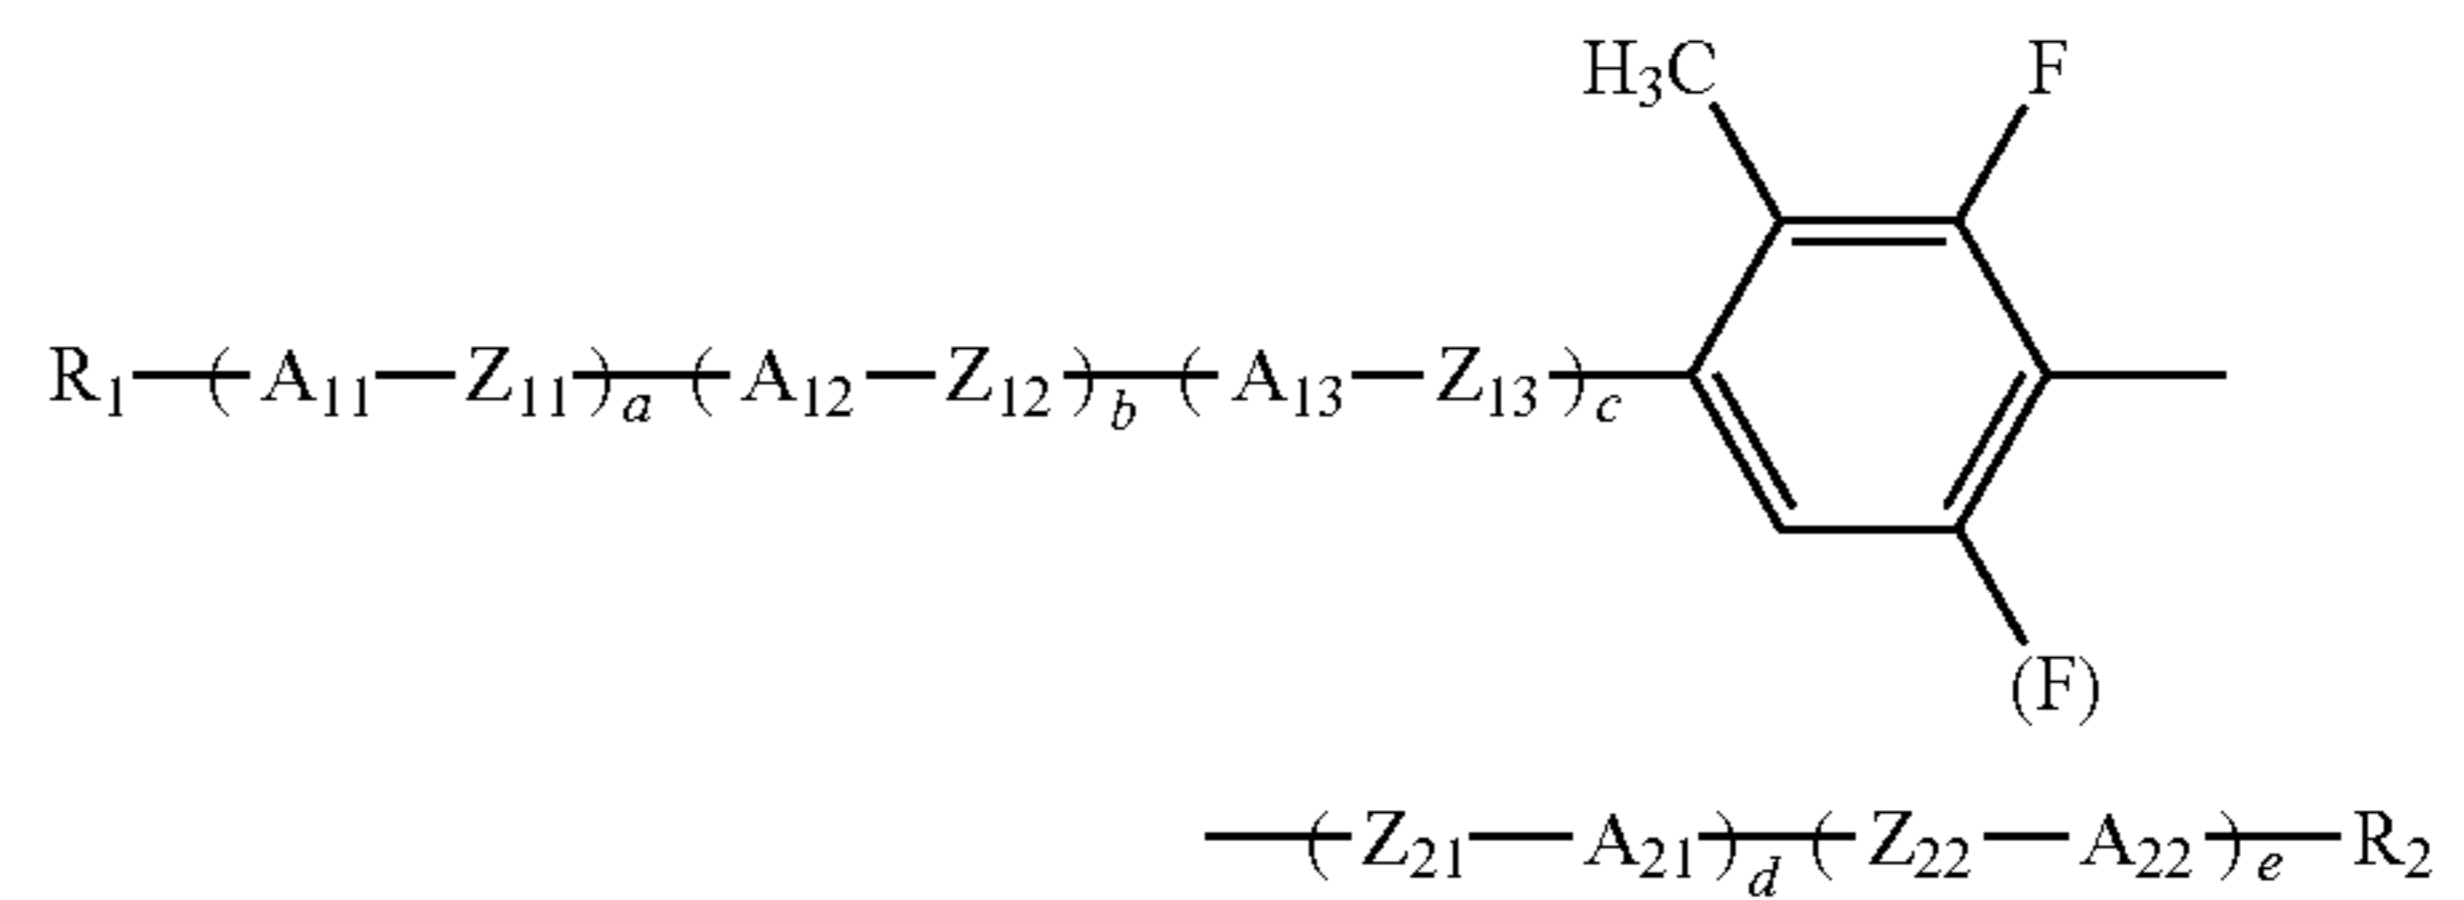 H₃C F
R₁—(A₁₁—Z₁₁)ₐ—(A₁₂—Z₁₂)b—(A₁₃—Z₁₃)c—
(F)
—(Z₂₁—A₂₁)d—(Z₂₂—A₂₂)ₑ—R₂